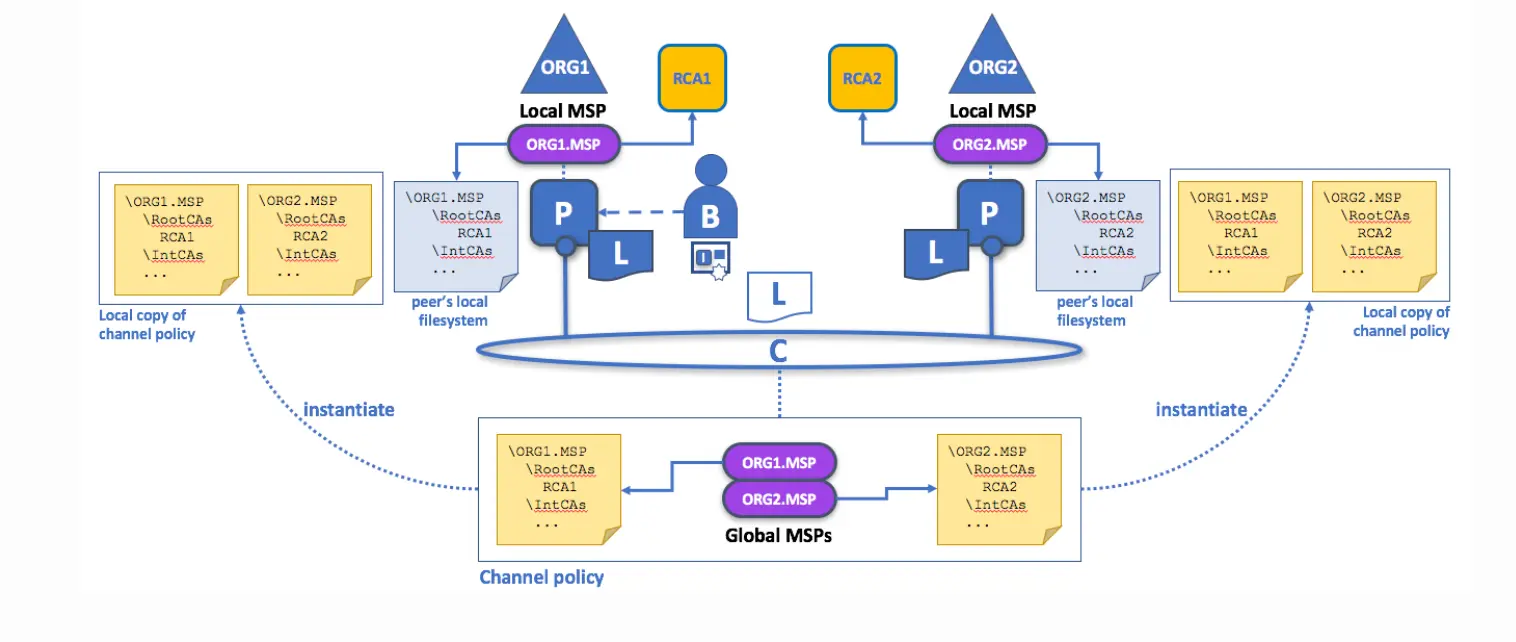 ORG1
RCA1
RCA2
ORG2
Local MSP
Local MSP
ORG1.MSP
ORG2.MSP
\ORG1.MSP
\RootCAs
RCA1
\IntCAs
...
\ORG2.MSP
\RootCAs
RCA2
\IntCAs
...
Local copy of
channel policy
\ORG1.MSP
\RootCAs
RCA1
\IntCAs
...
peer's local
filesystem
P
L
B
I
L
P
L
\ORG2.MSP
\RootCAs
RCA2
\IntCAs
...
peer's local
filesystem
\ORG1.MSP
\RootCAs
RCA1
\IntCAs
...
\ORG2.MSP
\RootCAs
RCA2
\IntCAs
...
Local copy of
channel policy
C
instantiate
instantiate
\ORG1.MSP
\RootCAs
RCA1
\IntCAs
...
ORG1.MSP
ORG2.MSP
Global MSPs
\ORG2.MSP
\RootCAs
RCA2
\IntCAs
...
Channel policy